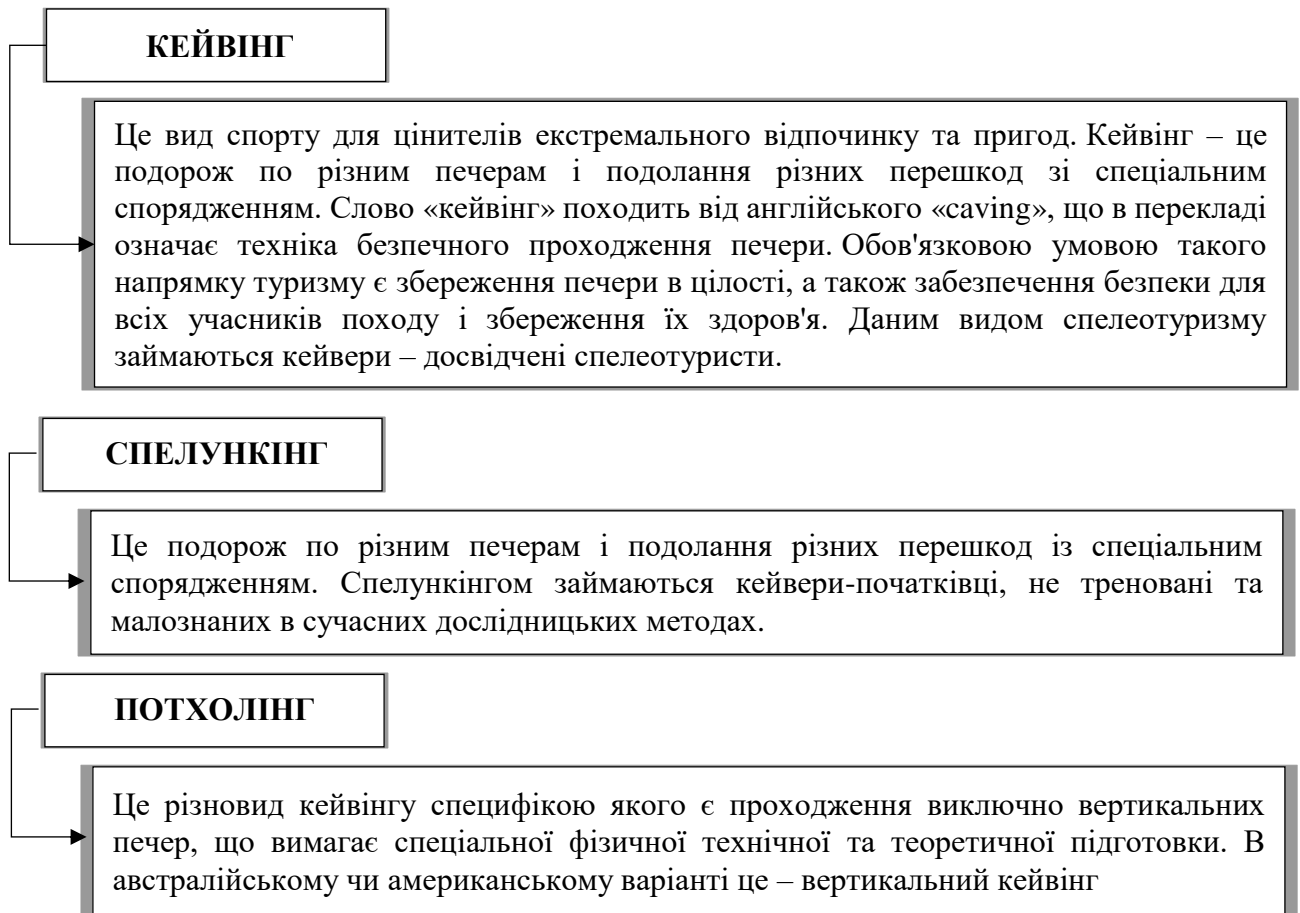 КЕЙВІНГ
Це вид спорту для цінителів екстремального відпочинку та пригод. Кейвінг – це
подорож по різним печерам і подолання різних перешкод зі спеціальним
спорядженням. Слово «кейвінг» походить від англійського «caving», що в перекладі
означає техніка безпечного проходження печери. Обов'язковою умовою такого
напрямку туризму є збереження печери в цілості, а також забезпечення безпеки для
всіх учасників походу і збереження їх здоров'я. Даним видом спелеотуризму
займаються кейвери – досвідчені спелеотуристи.
СПЕЛУНКІНГ
Це подорож по різним печерам і подолання різних перешкод із спеціальним
спорядженням. Спелункінгом займаються кейвери-початківці, не треновані та
малознаних в сучасних дослідницьких методах.
ПОТХОЛІНГ
Це різновид кейвінгу специфікою якого є проходження виключно вертикальних
печер, що вимагає спеціальної фізичної технічної та теоретичної підготовки. В
австралійському чи американському варіанті це – вертикальний кейвінг